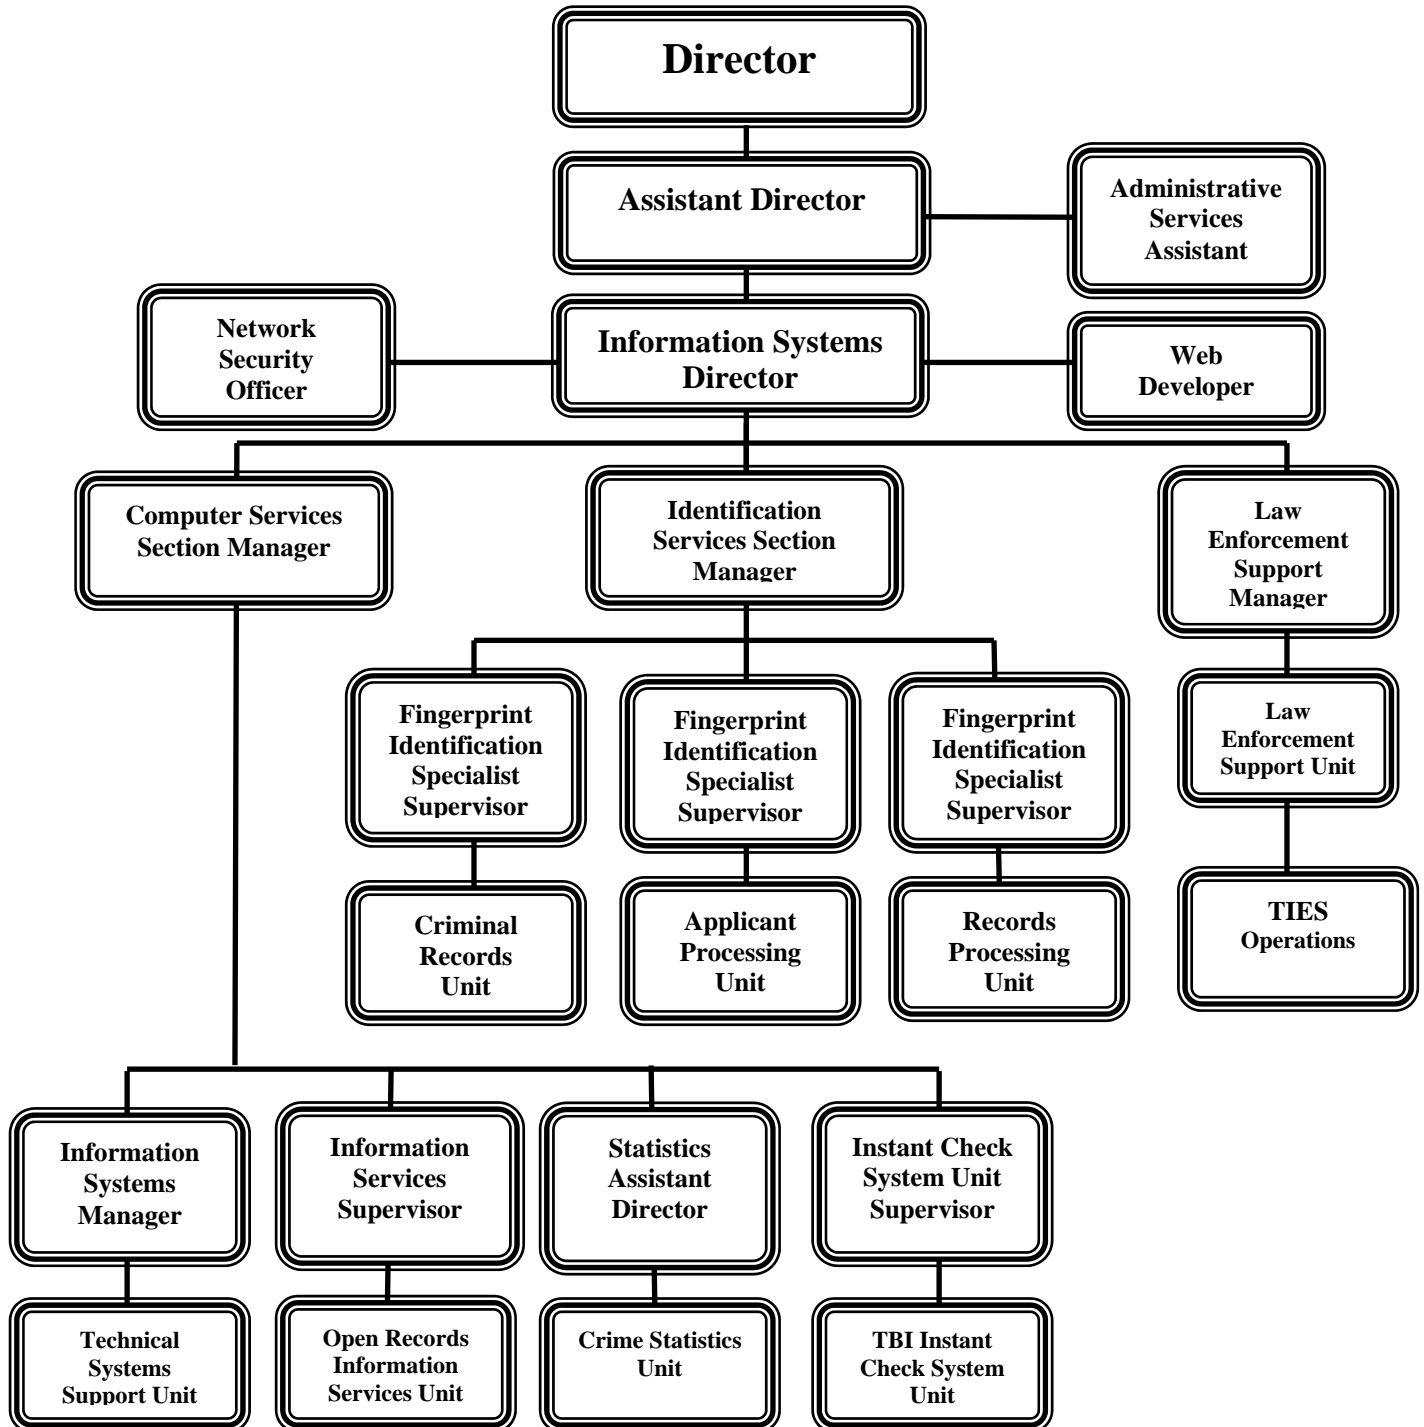 Director
Assistant Director
Administrative
Services
Assistant
Network
Security
Officer
Information Systems
Director
Web
Developer
Computer Services
Section Manager
Identification
Services Section
Manager
Law
Enforcement
Support
Manager
Fingerprint
Identification
Specialist
Supervisor
Fingerprint
Identification
Specialist
Supervisor
Fingerprint
Identification
Specialist
Supervisor
Law
Enforcement
Support Unit
Criminal
Records
Unit
Applicant
Processing
Unit
Records
Processing
Unit
TIES
Operations
Information
Systems
Manager
Information
Services
Supervisor
Statistics
Assistant
Director
Instant Check
System Unit
Supervisor
Technical
Systems
Support Unit
Open Records
Information
Services Unit
Crime Statistics
Unit
TBI Instant
Check System
Unit